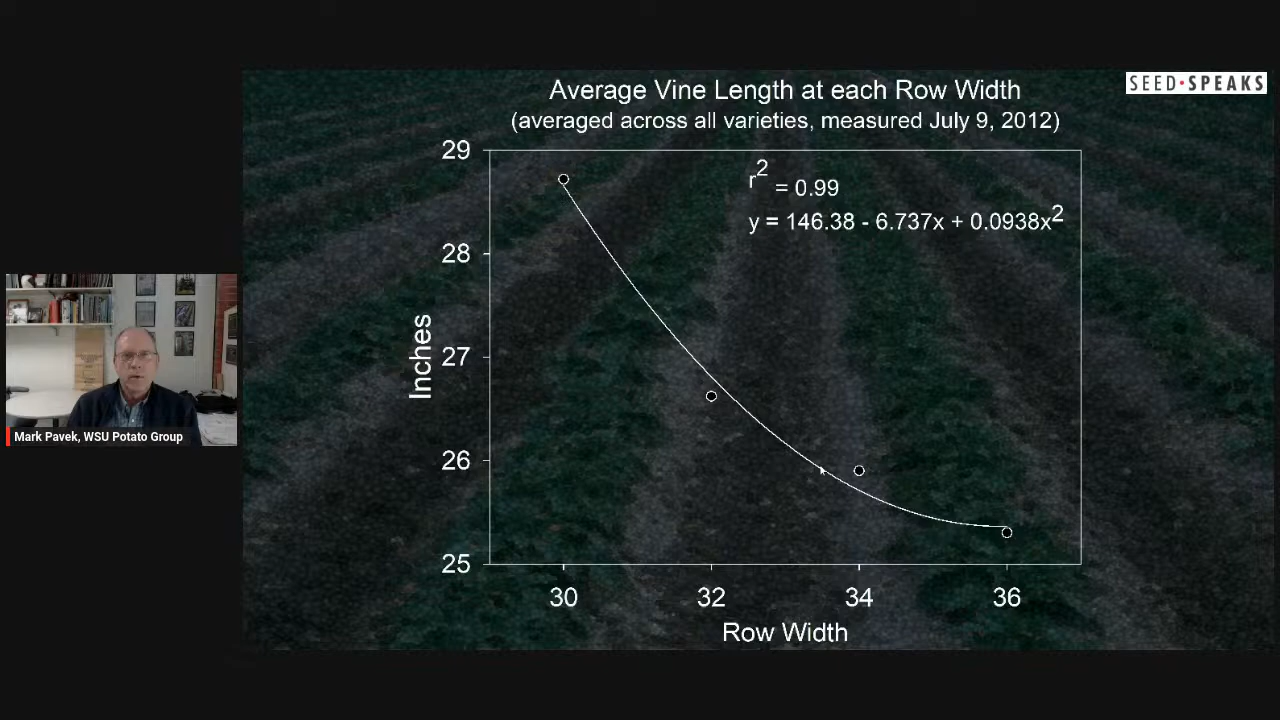 SEED·SPEAKS
Average Vine Length at each Row Width
(averaged across all varieties, measured July 9, 2012)
r² = 0.99
y = 146.38 - 6.737x + 0.0938x²
Inches
29
28
27
26
25
30 32 34 36
Row Width
Mark Pavek, WSU Potato Group